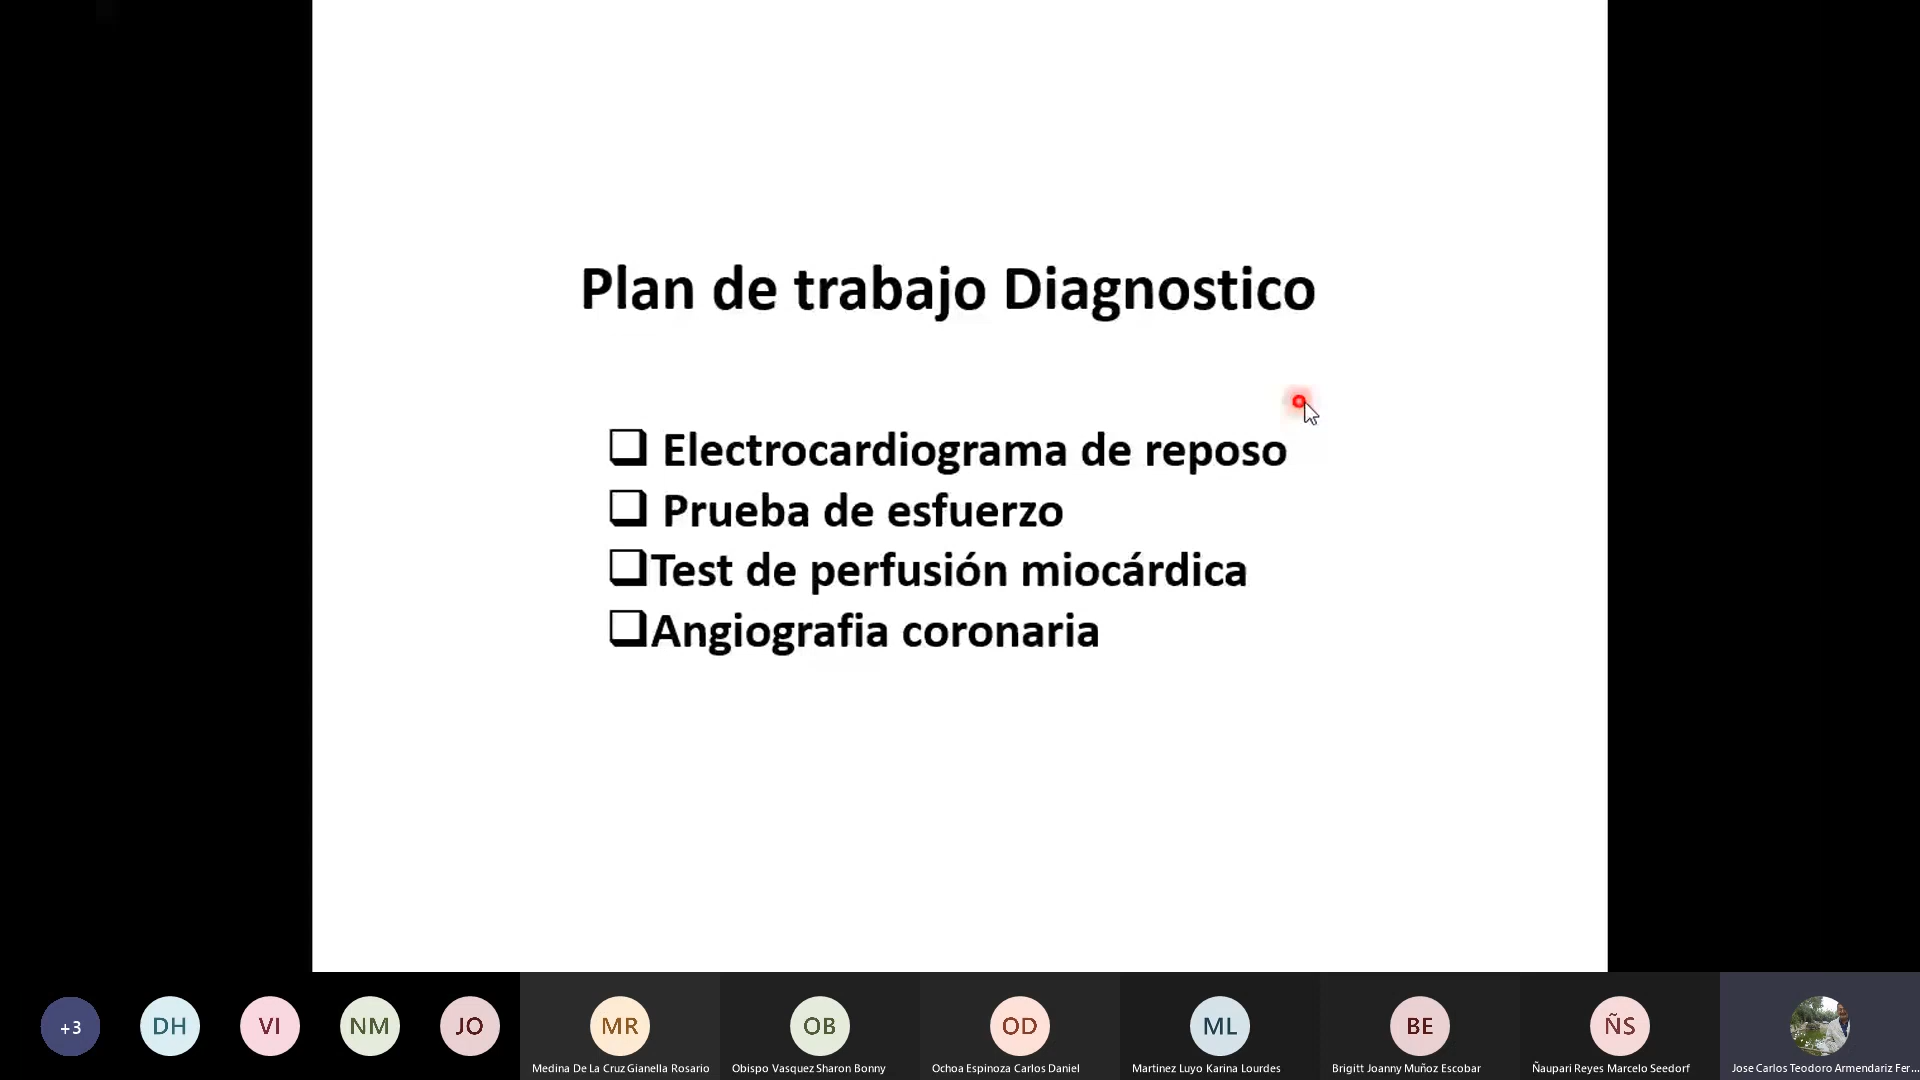 Plan de trabajo Diagnostico
Electrocardiograma de reposo
Prueba de esfuerzo
Test de perfusión miocárdica
Angiografia coronaria
+3
DH
VI
NM
JO
MR
OB
OD
ML
BE
ÑS
Medina De La Cruz Gianella Rosario
Obispo Vasquez Sharon Bonny
Ochoa Espinoza Carlos Daniel
Martinez Luyo Karina Lourdes
Brigitt Joanny Muñoz Escobar
Ñaupari Reyes Marcelo Seedorf
Jose Carlos Teodoro Armendariz Fer...